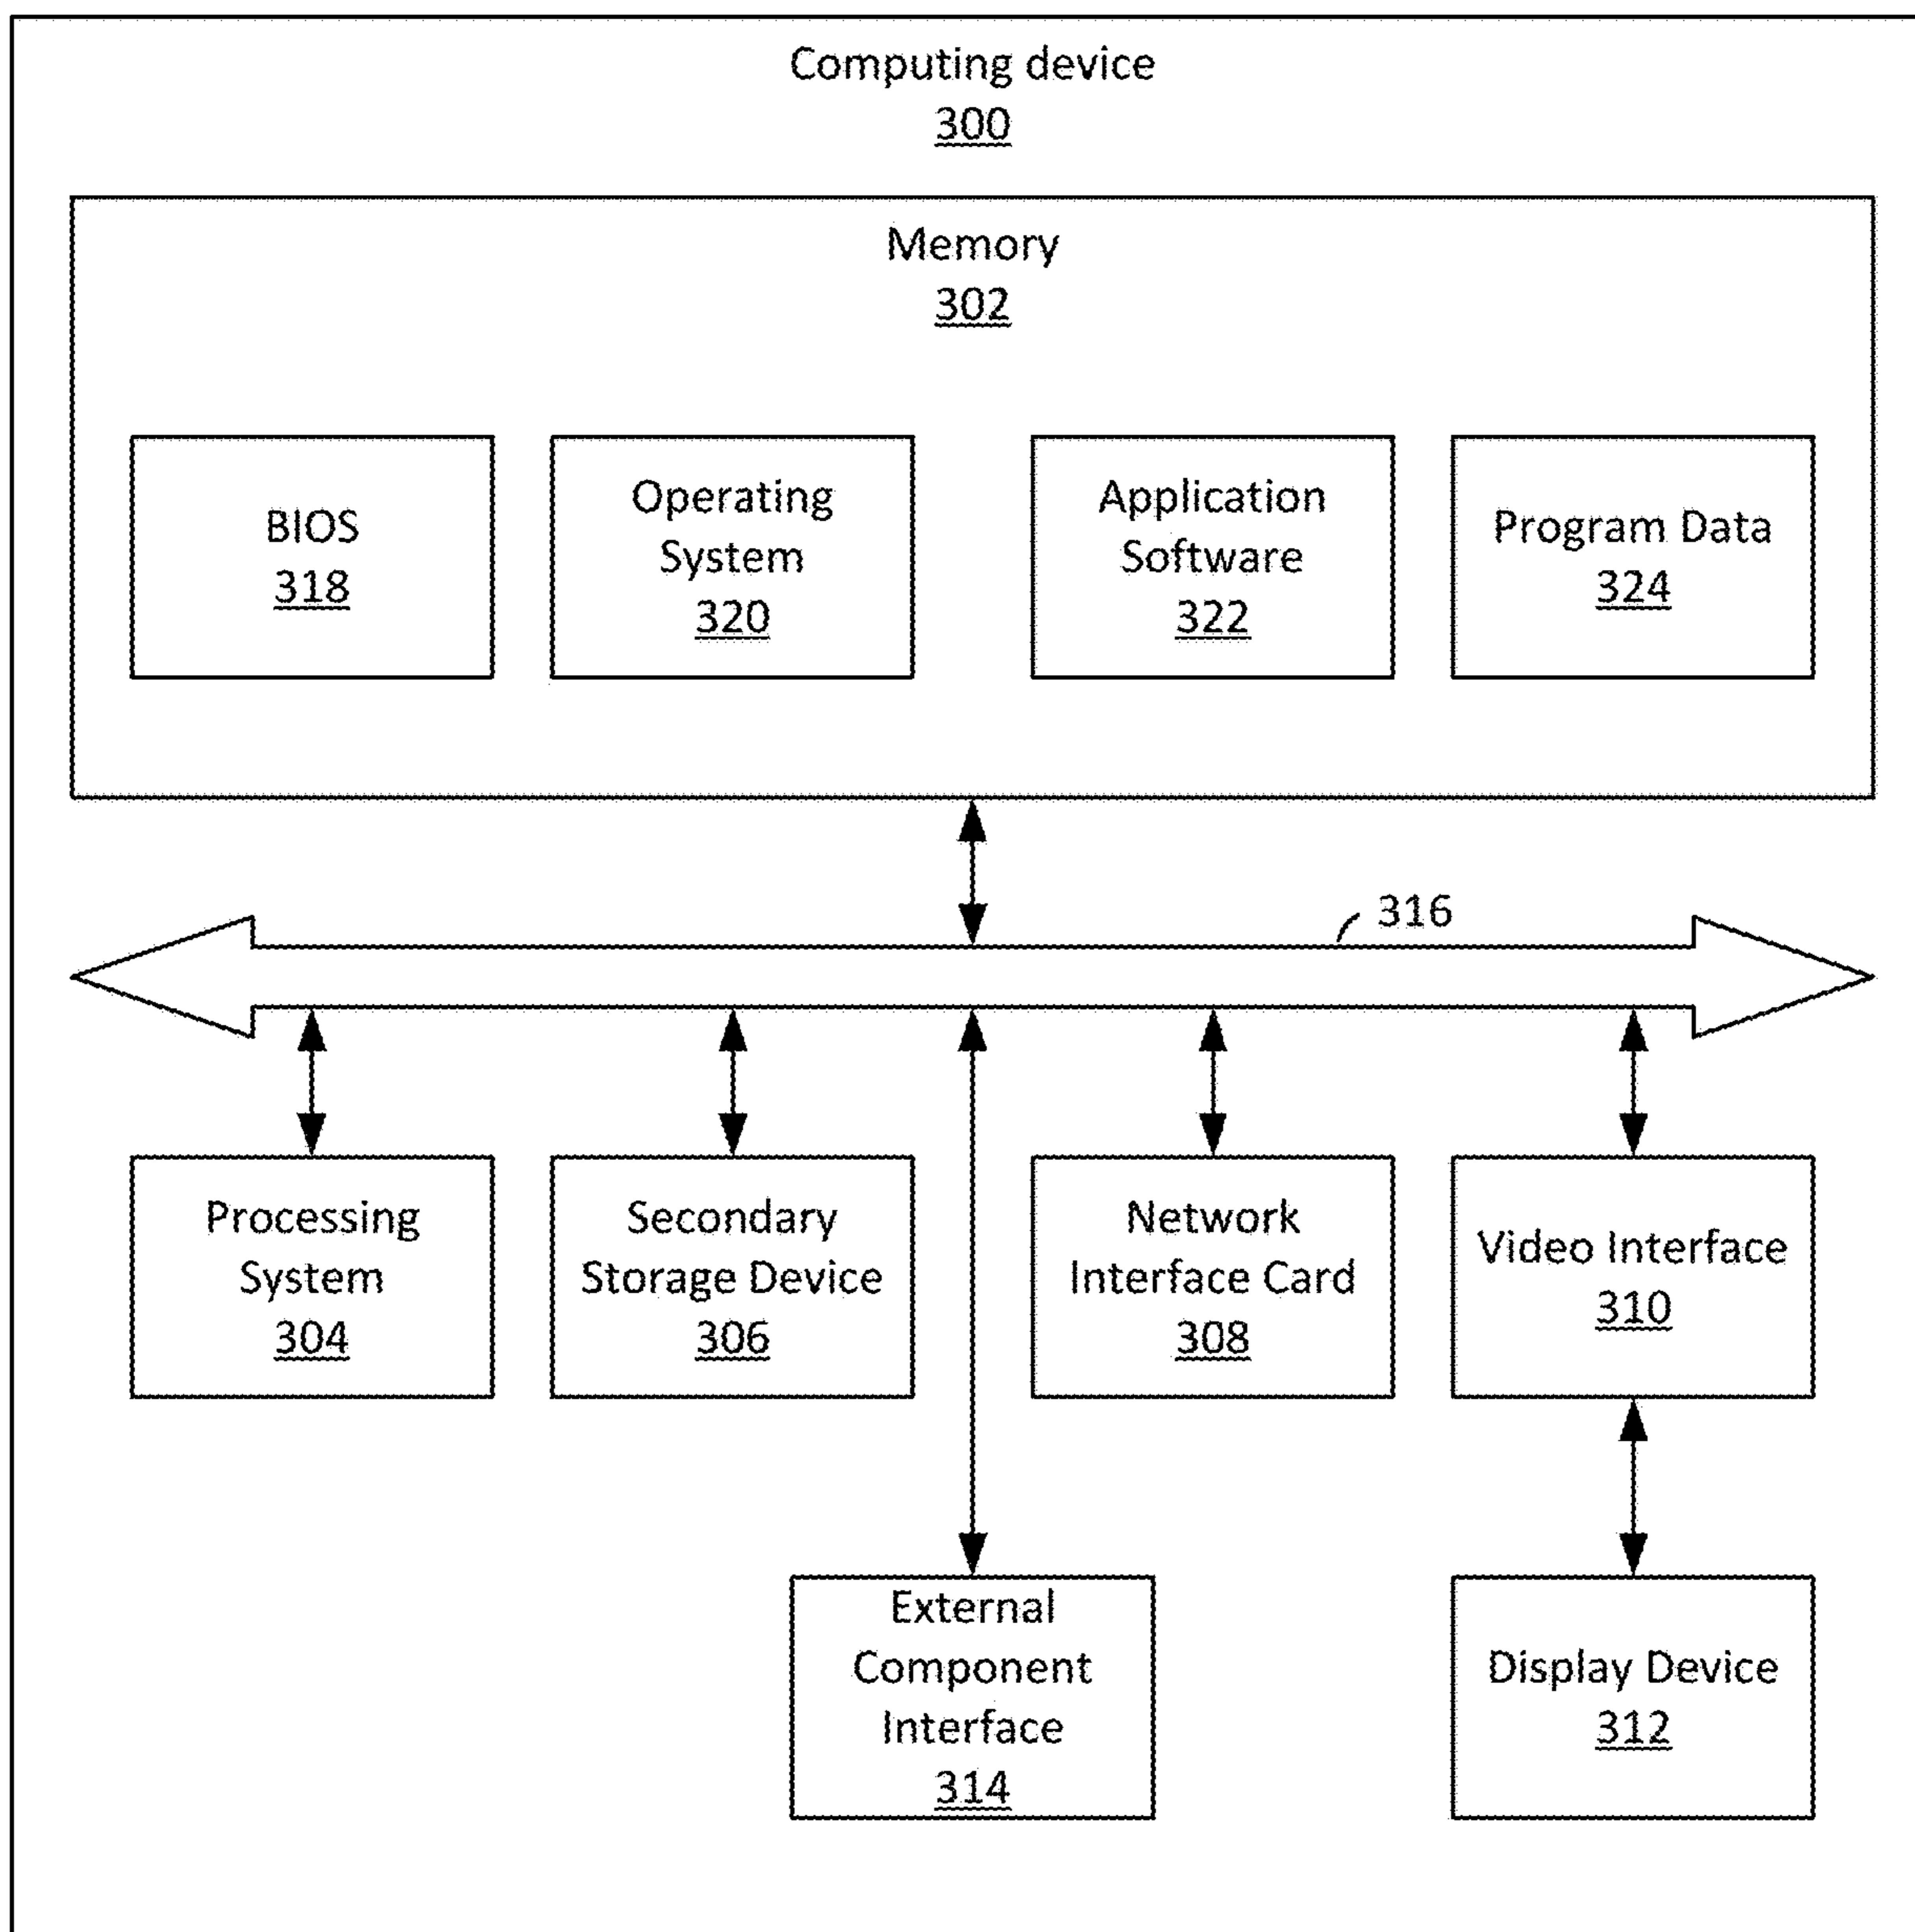 Computing device
300
Memory
302
BIOS
318
Operating
System
320
Application
Software
322
Program Data
324
316
Processing
System
304
Secondary
Storage Device
306
Network
Interface Card
308
Video Interface
310
External
Component
Interface
314
Display Device
312